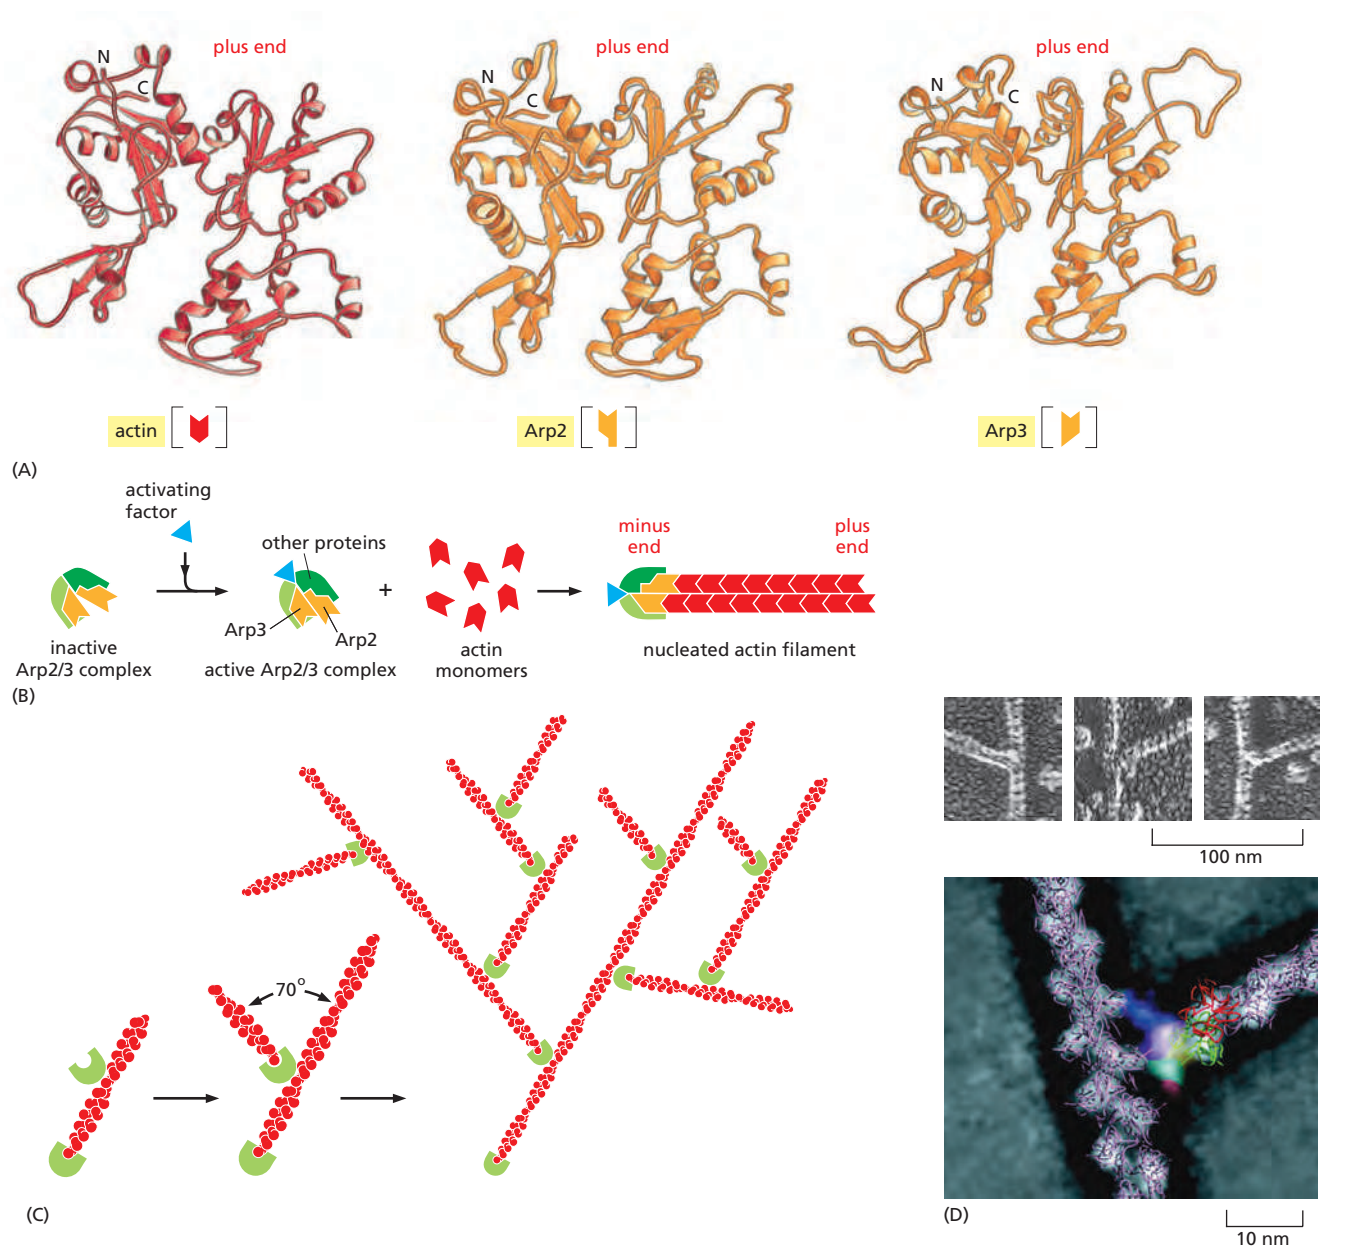 N
C
plus end
N
C
plus end
N
C
plus end
actin
Arp2
Arp3
(A)
activating
factor
other proteins
Arp3
Arp2
+
inactive
Arp2/3 complex
active Arp2/3 complex
actin
monomers
minus
end
plus
end
nucleated actin filament
(B)
70°
(C)
100 nm
(D)
10 nm